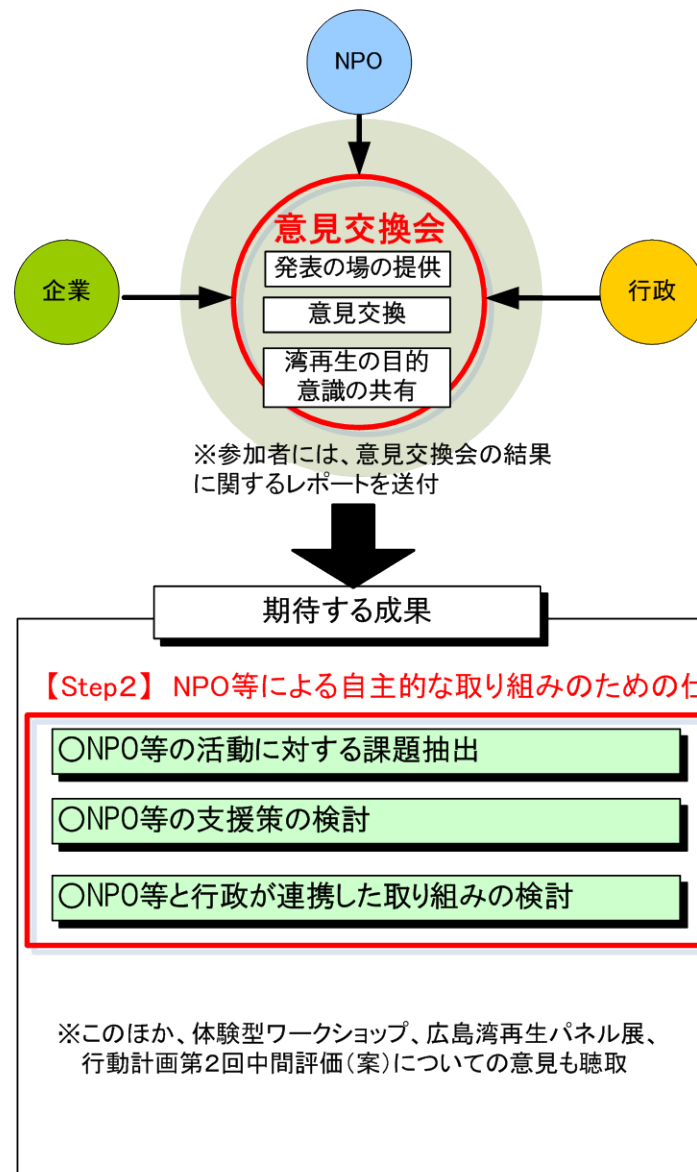 NPO
意見交換会
発表の場の提供
企業
意見交換
行政
湾再生の目的
意識の共有
※参加者には、意見交換会の結果
に関するレポートを送付
期待する成果
【Step2】 NPO等による自主的な取り組みのための仕
○NPO等の活動に対する課題抽出
○NPO等の支援策の検討
○NPO等と行政が連携した取り組みの検討
※このほか、体験型ワークショップ、広島湾再生パネル展、
行動計画第2回中間評価(案)についての意見も聴取